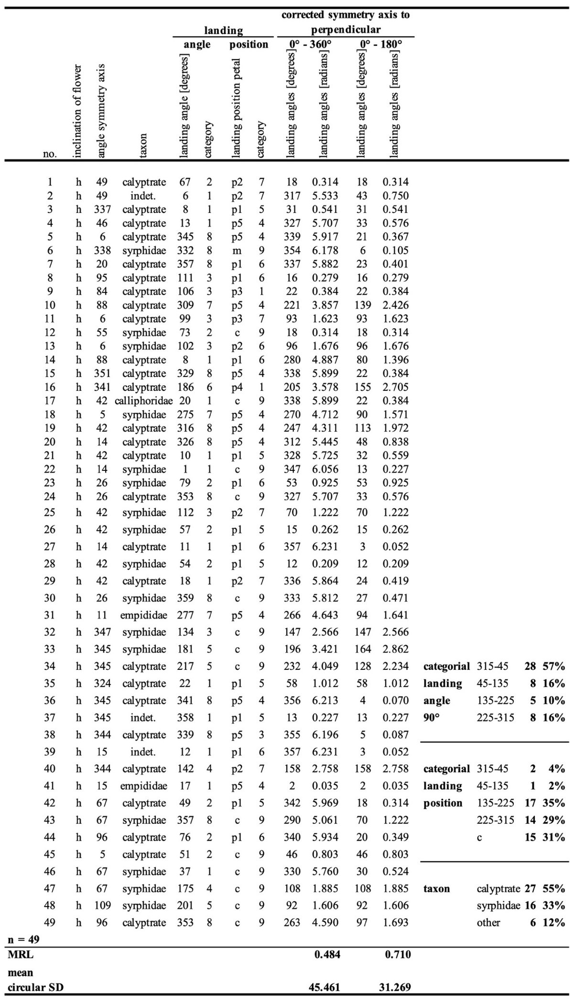 corrected symmetry axis to
landing perpendicular
angle position 0° - 360° 0° - 180°
no. inclination of flower angle symmetry axis taxon landing angle [degrees] category landing position petal category landing angles [degrees] landing angles [radians] landing angles [degrees] landing angles [radians]
1 h 49 calyptrate 67 2 p2 7 18 0.314 18 0.314
2 h 49 indet. 6 1 p2 7 317 5.533 43 0.750
3 h 337 calyptrate 8 1 p1 5 31 0.541 31 0.541
4 h 46 calyptrate 13 1 p5 4 327 5.707 33 0.576
5 h 6 calyptrate 345 8 p5 4 339 5.917 21 0.367
6 h 338 syrphidae 332 8 m 9 354 6.178 6 0.105
7 h 20 calyptrate 357 8 p1 6 337 5.882 23 0.401
8 h 95 calyptrate 111 3 p1 6 16 0.279 16 0.279
9 h 84 calyptrate 106 3 p3 1 22 0.384 22 0.384
10 h 88 calyptrate 309 7 p5 4 221 3.857 139 2.426
11 h 6 calyptrate 99 3 p3 7 93 1.623 93 1.623
12 h 55 syrphidae 73 2 c 9 18 0.314 18 0.314
13 h 6 syrphidae 102 3 p2 6 96 1.676 96 1.676
14 h 88 calyptrate 8 1 p1 6 280 4.887 80 1.396
15 h 351 calyptrate 329 8 p5 4 338 5.899 22 0.384
16 h 341 calyptrate 186 6 p4 1 205 3.578 155 2.705
17 h 42 calliphoridae 20 1 c 9 338 5.899 22 0.384
18 h 5 syrphidae 275 7 p5 4 270 4.712 90 1.571
19 h 42 calyptrate 316 8 p5 4 247 4.311 113 1.972
20 h 14 calyptrate 326 8 p5 4 312 5.445 48 0.838
21 h 42 calyptrate 10 1 p1 5 328 5.725 32 0.559
22 h 14 syrphidae 1 1 c 9 347 6.056 13 0.227
23 h 26 syrphidae 79 2 p1 6 53 0.925 53 0.925
24 h 26 calyptrate 353 8 c 9 327 5.707 33 0.576
25 h 42 syrphidae 112 3 p2 7 70 1.222 70 1.222
26 h 42 syrphidae 57 2 p1 5 15 0.262 15 0.262
27 h 14 calyptrate 11 1 p1 6 357 6.231 3 0.052
28 h 42 syrphidae 54 2 p1 5 12 0.209 12 0.209
29 h 42 calyptrate 18 1 p2 7 336 5.864 24 0.419
30 h 26 syrphidae 359 8 c 9 333 5.812 27 0.471
31 h 11 empididae 277 7 p5 4 266 4.643 94 1.641
32 h 347 syrphidae 134 3 c 9 147 2.566 147 2.566
33 h 345 syrphidae 181 5 c 9 196 3.421 164 2.862
34 h 345 calyptrate 217 5 c 9 232 4.049 128 2.234 categorial 315-45 28 57%
35 h 324 calyptrate 22 1 p1 5 58 1.012 58 1.012 landing 45-135 8 16%
36 h 345 calyptrate 341 8 p5 4 356 6.213 4 0.070 angle 135-225 5 10%
37 h 345 indet. 358 1 p1 5 13 0.227 13 0.227 90° 225-315 8 16%
38 h 344 calyptrate 339 8 p5 3 355 6.196 5 0.087
39 h 15 indet. 12 1 p1 6 357 6.231 3 0.052
40 h 344 calyptrate 142 4 p2 7 158 2.758 158 2.758 categorial 315-45 2 4%
41 h 15 empididae 17 1 p5 4 2 0.035 2 0.035 landing 45-135 1 2%
42 h 67 calyptrate 49 2 p1 5 342 5.969 18 0.314 position 135-225 17 35%
43 h 67 syrphidae 357 8 c 9 290 5.061 70 1.222 225-315 14 29%
44 h 96 calyptrate 76 2 p1 6 340 5.934 20 0.349 c 15 31%
45 h 5 calyptrate 51 2 c 9 46 0.803 46 0.803
46 h 67 syrphidae 37 1 c 9 330 5.760 30 0.524
47 h 67 syrphidae 175 4 c 9 108 1.885 108 1.885 taxon calyptrate 27 55%
48 h 109 syrphidae 201 5 c 9 92 1.606 92 1.606 syrphidae 16 33%
49 h 96 calyptrate 353 8 c 9 263 4.590 97 1.693 other 6 12%
n = 49
MRL 0.484 0.710
mean
circular SD 45.461 31.269